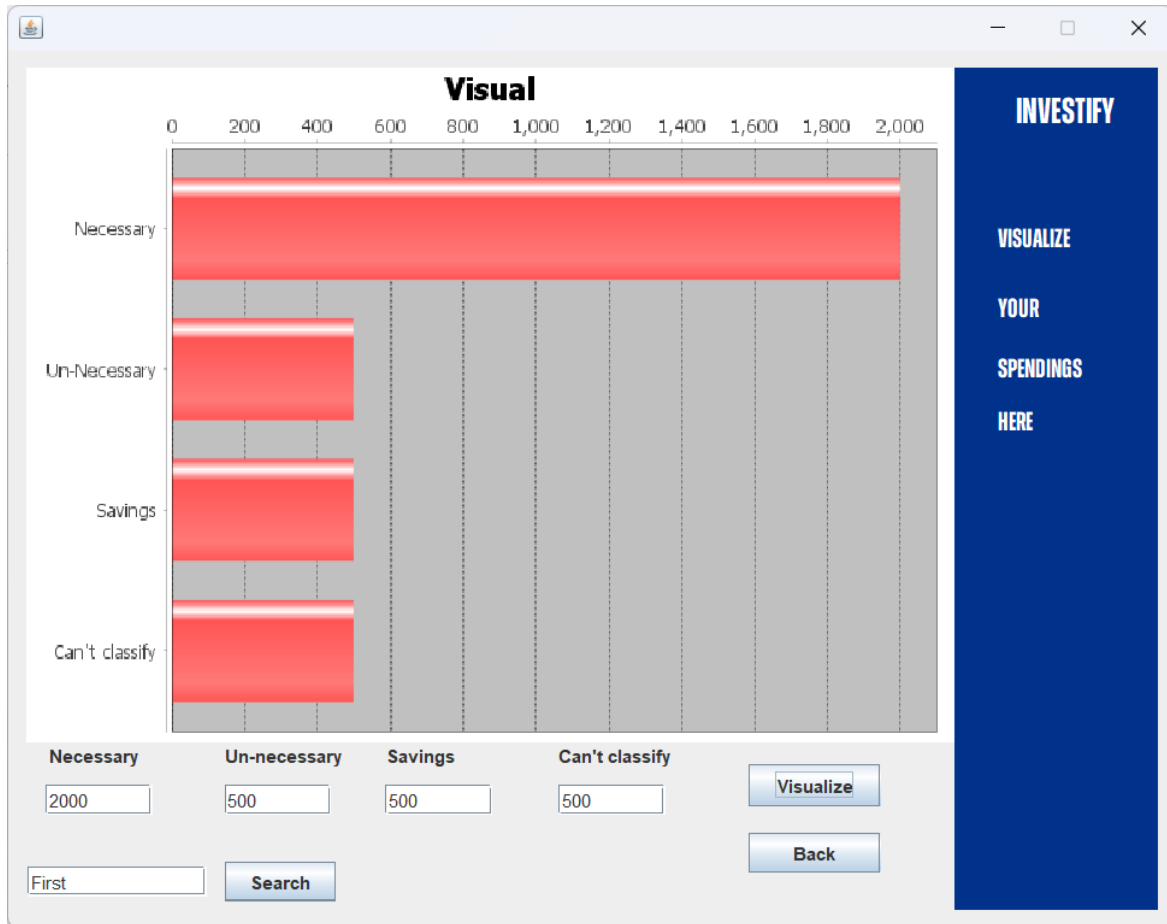 Visual
0 200 400 600 800 1,000 1,200 1,400 1,600 1,800 2,000
Necessary
Un-Necessary
Savings
Can't classify
Necessary Un-necessary Savings Can't classify
2000 500 500 500 Visualize
Back
First Search
INVESTIFY
VISUALIZE
YOUR
SPENDINGS
HERE